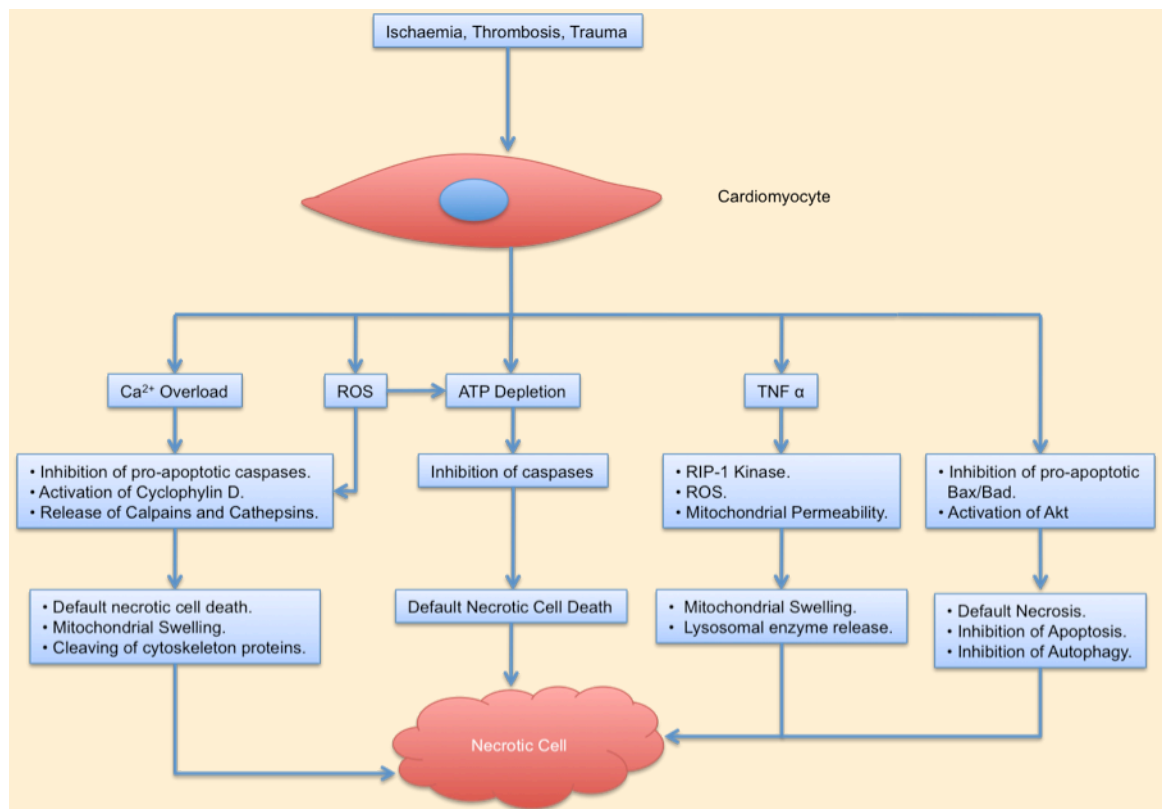 Ischaemia, Thrombosis, Trauma
Cardiomyocyte
Ca²⁺ Overload
ROS
ATP Depletion
TNF α
• Inhibition of pro-apoptotic caspases.
• Activation of Cyclophylin D.
• Release of Calpains and Cathepsins.
Inhibition of caspases
• RIP-1 Kinase.
• ROS.
• Mitochondrial Permeability.
• Inhibition of pro-apoptotic
Bax/Bad.
• Activation of Akt
• Default necrotic cell death.
• Mitochondrial Swelling.
• Cleaving of cytoskeleton proteins.
Default Necrotic Cell Death
• Mitochondrial Swelling.
• Lysosomal enzyme release.
• Default Necrosis.
• Inhibition of Apoptosis.
• Inhibition of Autophagy.
Necrotic Cell